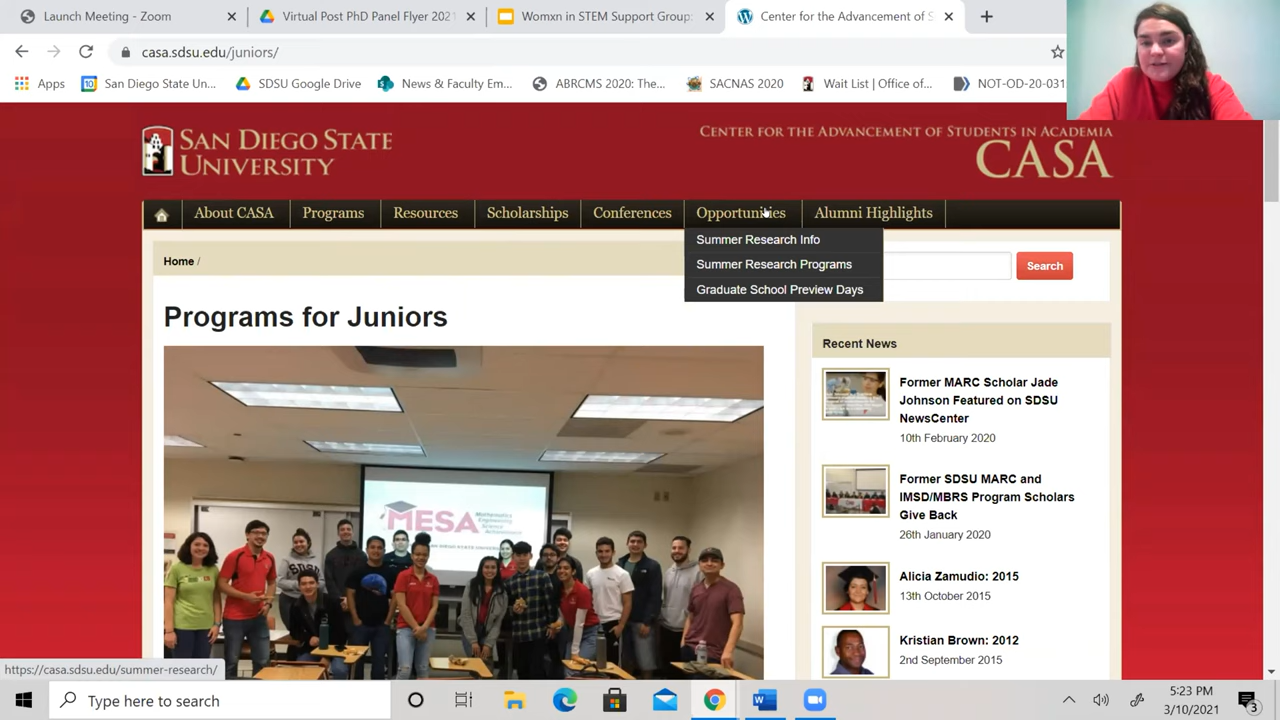 Launch Meeting - Zoom
Virtual Post PhD Panel Flyer 2021
Womxn in STEM Support Group
Center for the Advancement of S
casa.sdsu.edu/juniors/
Apps
San Diego State Un...
SDSU Google Drive
News & Faculty Em...
ABRCMS 2020: The...
SACNAS 2020
Wait List | Office of...
NOT-OD-20-031
SAN DIEGO STATE
UNIVERSITY
CENTER FOR THE ADVANCEMENT OF STUDENTS IN ACADEMIA
CASA
About CASA
Programs
Resources
Scholarships
Conferences
Opportunities
Alumni Highlights
Summer Research Info
Summer Research Programs
Graduate School Preview Days
Home /
Search
Programs for Juniors
MESA
Mathematics
Engineering
Science
Achievement
Recent News
Former MARC Scholar Jade
Johnson Featured on SDSU
NewsCenter
10th February 2020
Former SDSU MARC and
IMSD/MBRS Program Scholars
Give Back
26th January 2020
Alicia Zamudio: 2015
13th October 2015
Kristian Brown: 2012
2nd September 2015
https://casa.sdsu.edu/summer-research/
Type here to search
5:23 PM
3/10/2021
3